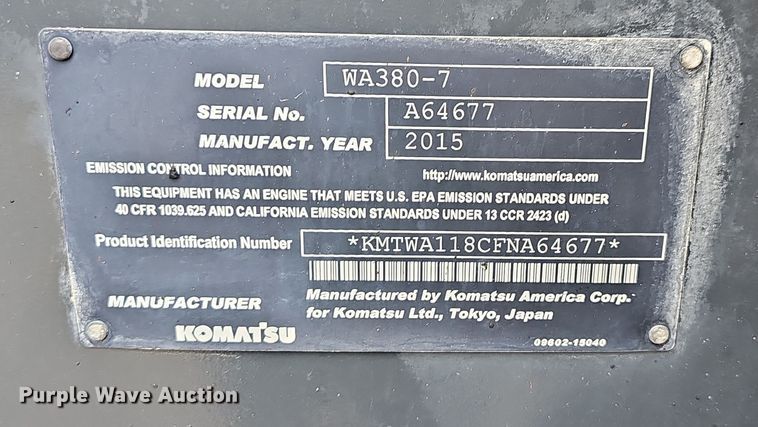 MODEL WA380-7
SERIAL No. A64677
MANUFACT. YEAR 2015
EMISSION CONTROL INFORMATION http://www.komatsuamerica.com
THIS EQUIPMENT HAS AN ENGINE THAT MEETS U.S. EPA EMISSION STANDARDS UNDER
40 CFR 1039.625 AND CALIFORNIA EMISSION STANDARDS UNDER 13 CCR 2423 (d)
Product Identification Number *KMTWA118CFNA64677*
MANUFACTURER Manufactured by Komatsu America Corp.
KOMATSU for Komatsu Ltd., Tokyo, Japan
09602-15040
Purple Wave Auction